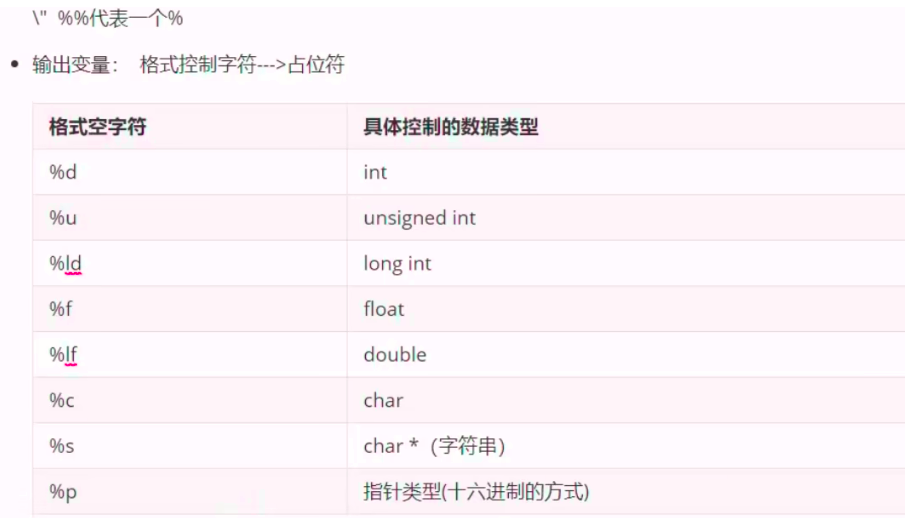 \" %%代表一个%
输出变量： 格式控制字符--->占位符
格式空字符 具体控制的数据类型
%d int
%u unsigned int
%ld long int
%f float
%lf double
%c char
%s char *（字符串）
%p 指针类型(十六进制的方式)